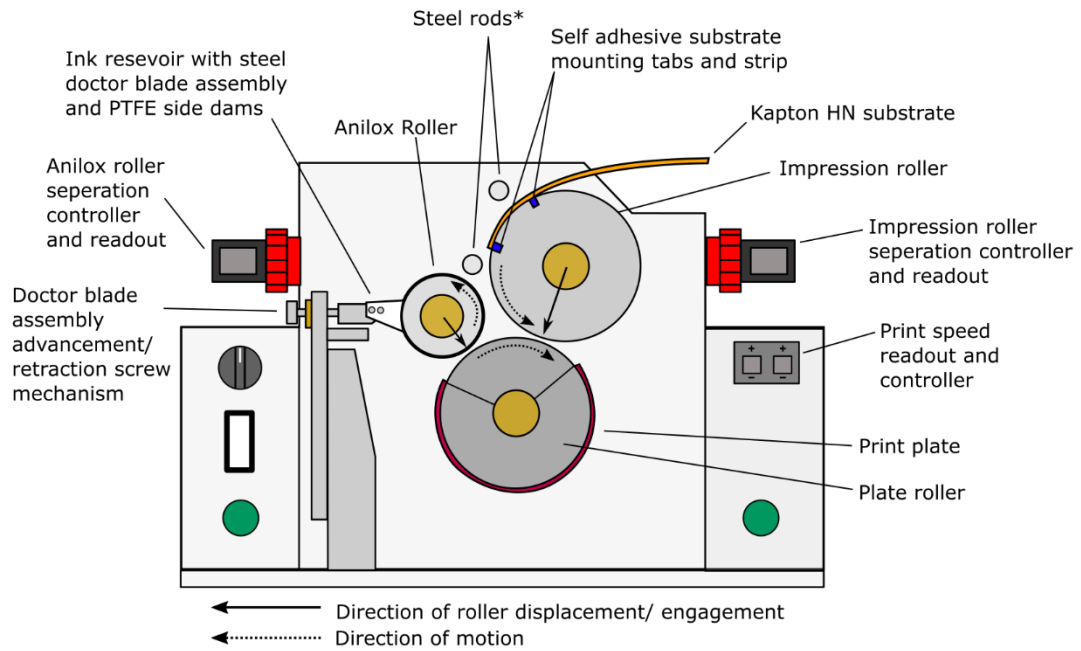 Steel rods*
Ink resevoir with steel
doctor blade assembly
and PTFE side dams
Self adhesive substrate
mounting tabs and strip
Kapton HN substrate
Anilox Roller
Impression roller
Anilox roller
seperation
controller
and readout
Impression roller
seperation controller
and readout
Doctor blade
assembly
advancement/
retraction screw
mechanism
Print speed
readout and
controller
+ +
- -
Print plate
Plate roller
Direction of roller displacement/ engagement
Direction of motion